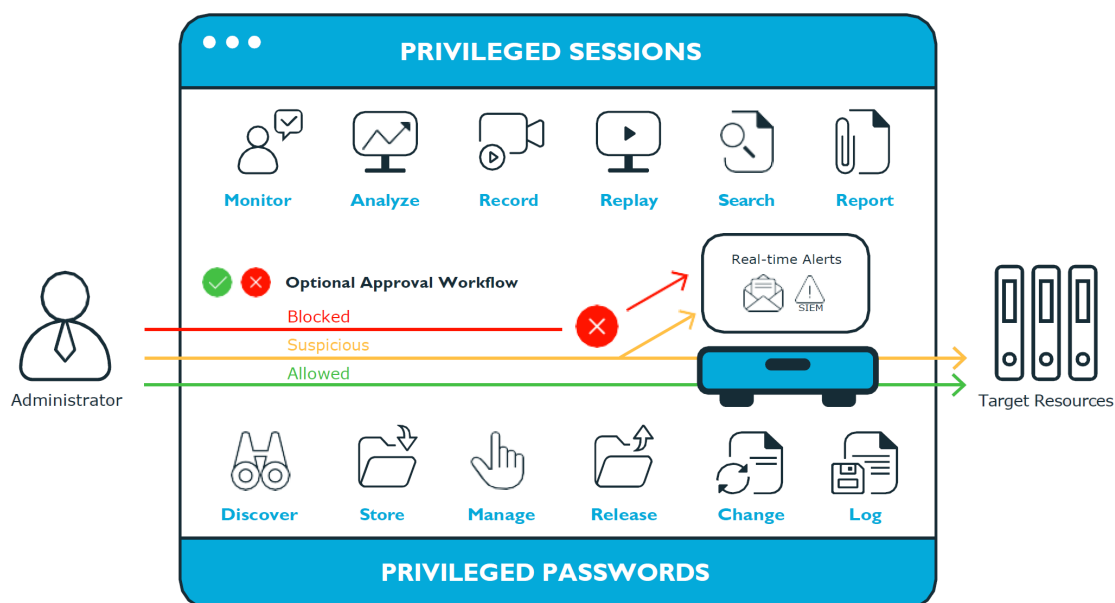 PRIVILEGED SESSIONS
Monitor
Analyze
Record
Replay
Search
Report
Real-time Alerts
SIEM
Optional Approval Workflow
Blocked
Suspicious
Allowed
Administrator
Target Resources
Discover
Store
Manage
Release
Change
Log
PRIVILEGED PASSWORDS